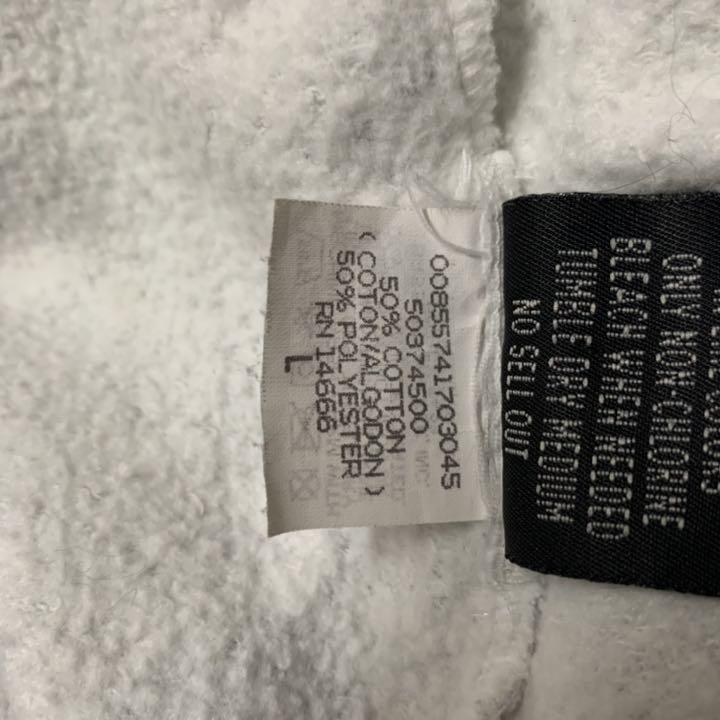 00855741703045
50874500
50% COTTON
( COTON/ALGODON )
50% POLYESTER
RN 14666
L
ONLY NON-CHLORINE
BLEACH WHEN NEEDED
TUMBLE DRY MEDIUM
NO SELL OUT